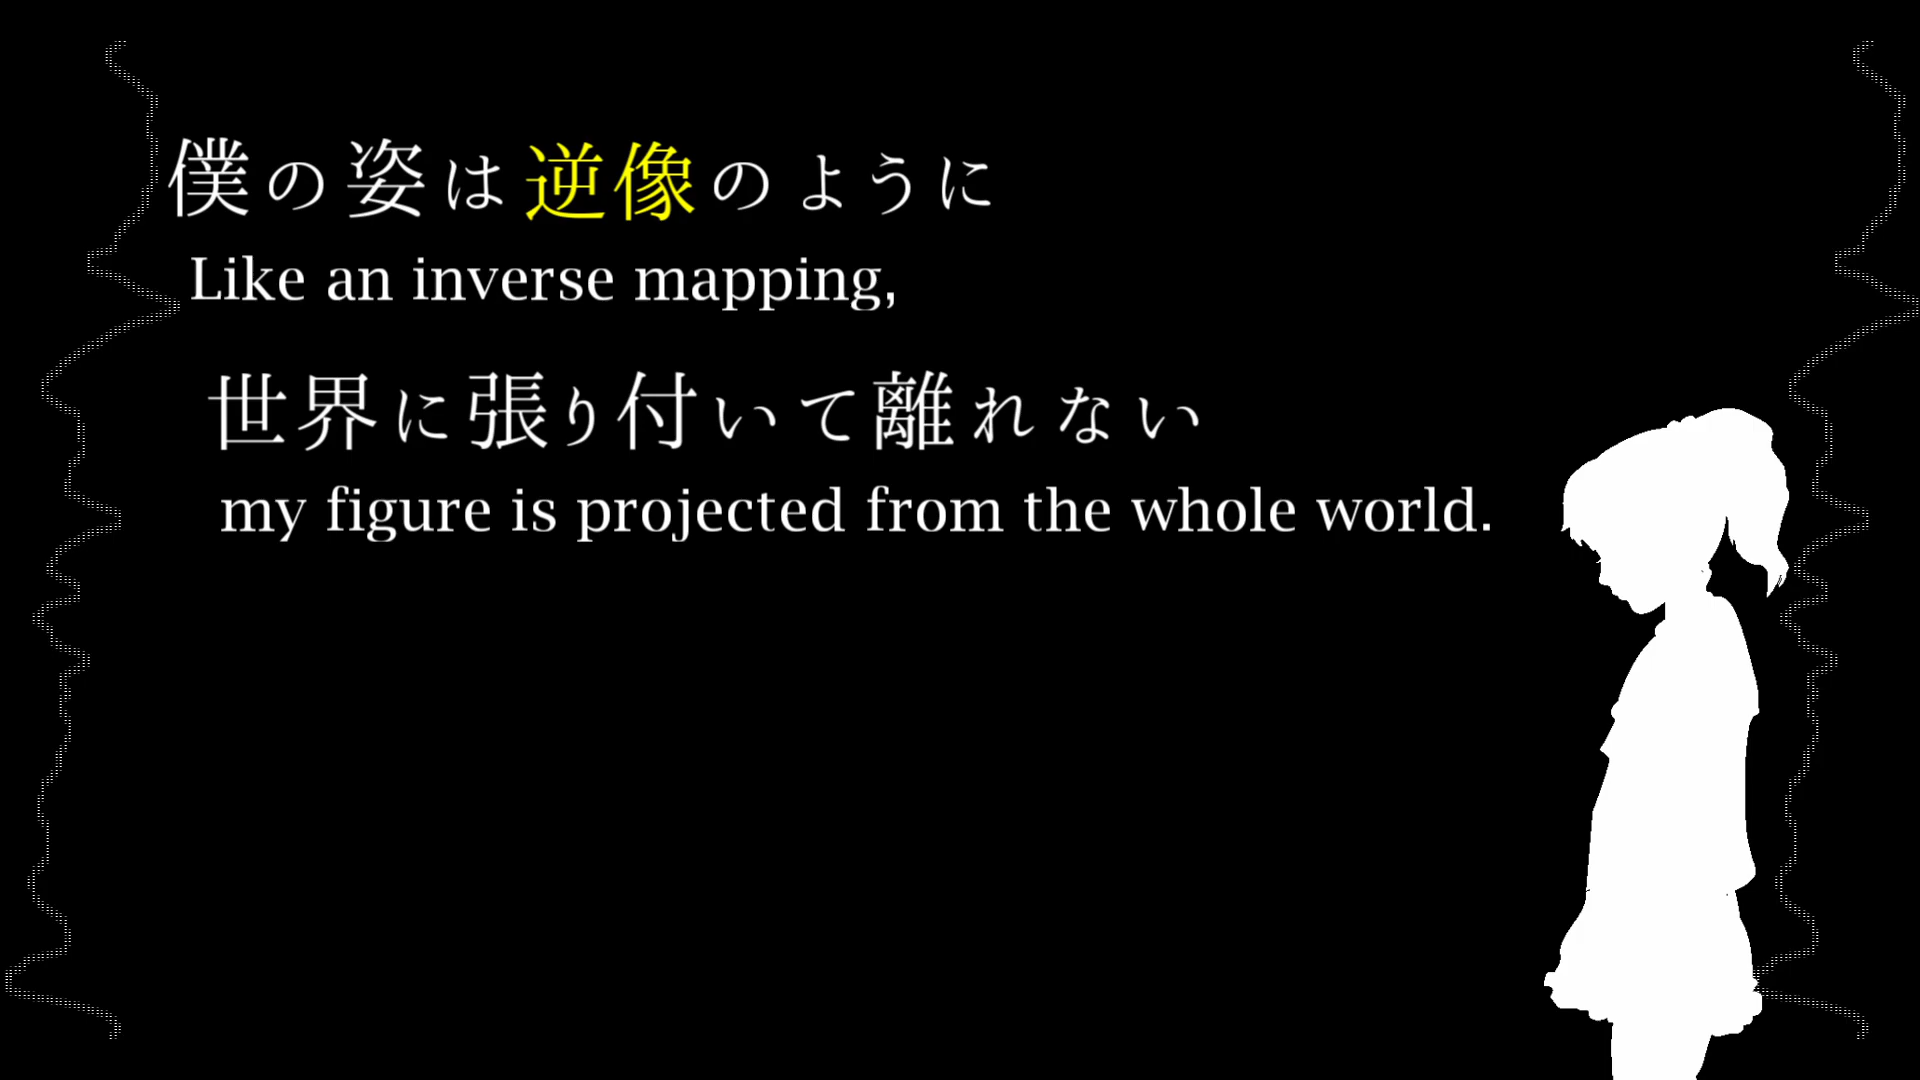 僕の姿は逆像のように
Like an inverse mapping,
世界に張り付いて離れない
my figure is projected from the whole world.